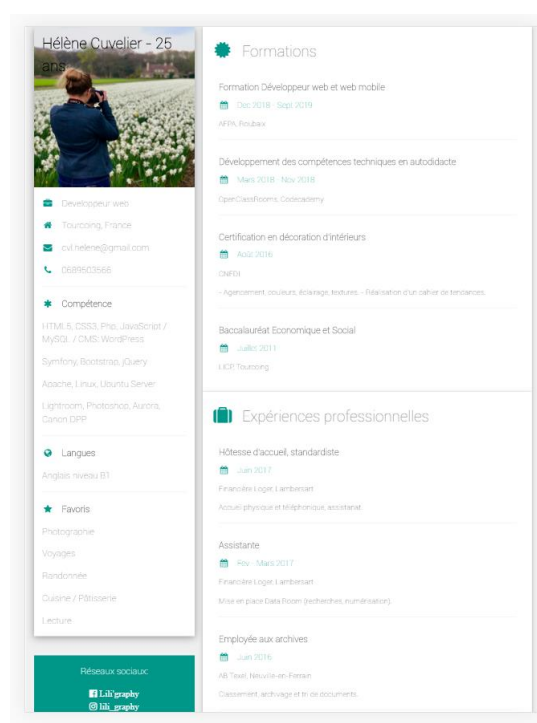 Hélène Cuvelier - 25
ans
Developpeur web
Tourcoing, France
cvl.helene@gmail.com
0689503566
Compétence
HTML5, CSS3, Php, JavaScript /
MySQL / CMS: WordPress
Symfony, Bootstrap, jQuery
Apache, Linux, Ubuntu Server
Lightroom, Photoshop, Aurora,
Canon DPP
Langues
Anglais niveau B1
Favoris
Photographie
Voyages
Randonnée
Cuisine / Pâtisserie
Lecture
Réseaux sociaux:
Lili'graphy
lili_graphy
Formations
Formation Développeur web et web mobile
Dec 2018 - Sept 2019
AFPA, Roubaix
Développement des compétences techniques en autodidacte
Mars 2018 - Nov 2018
OpenClassRooms, Codecademy
Certification en décoration d'intérieurs
Août 2016
CNFDI
- Agencement, couleurs, éclairage, textures, - Réalisation d'un cahier de tendances.
Baccalauréat Economique et Social
Juillet 2011
LICP, Tourcoing
Expériences professionnelles
Hôtesse d'accueil, standardiste
Juin 2017
Financière Loger, Lambersart
Accueil physique et téléphonique, assistanat.
Assistante
Fev - Mars 2017
Financière Loger, Lambersart
Mise en place Data Room (recherches, numérisation).
Employée aux archives
Juin 2016
AB Texel, Neuville-en-Ferrain
Classement, archivage et tri de documents.